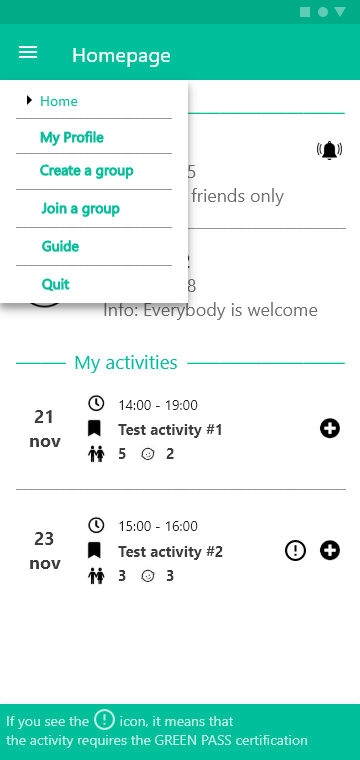 Homepage
Home
My Profile
Create a group
Join a group
Guide
Quit
5
friends only
8
Info: Everybody is welcome
My activities
21
nov
14:00 - 19:00
Test activity #1
5 2
23
nov
15:00 - 16:00
Test activity #2
3 3
If you see the icon, it means that
the activity requires the GREEN PASS certification